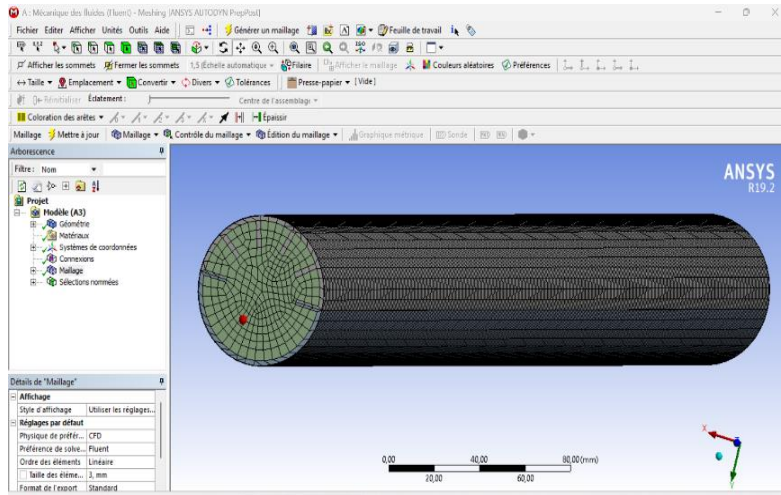 A : Mécanique des fluides (Fluent) - Meshing [ANSYS AUTODYN PrepPost]
Fichier Editer Afficher Unités Outils Aide Générer un maillage Feuille de travail
Afficher les sommets Fermer les sommets 1,5 (Echelle automatique Filaire Afficher le maillage Couleurs aléatoires Préférences
Taille Emplacement Convertir Divers Tolérances Presse-papier [Vide]
Réinitialiser Eclatement : Centre de l'assemblage
Coloration des arêtes Épaissir
Maillage Mettre à jour Maillage Contrôle du maillage Édition du maillage Graphique métrique Sonde
Arborescence
Filtre : Nom
Projet
Modèle (A3)
Géométrie
Matériaux
Systèmes de coordonnées
Connexions
Maillage
Sélections nommées
ANSYS
R19.2
Détails de "Maillage"
Affichage
Style d'affichage Utiliser les réglages...
Réglages par défaut
Physique de préfér... CFD
Préférence de solve... Fluent
Ordre des éléments Linéaire
Taille des éléme... 3, mm
Format de l'export Standard
0,00 40,00 80,00 (mm)
20,00 60,00
X
Y